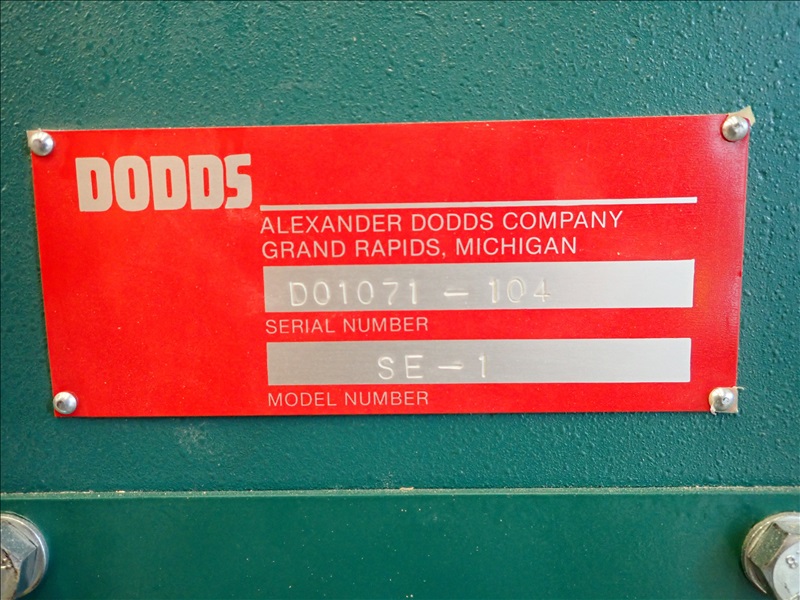 DODDS
ALEXANDER DODDS COMPANY
GRAND RAPIDS, MICHIGAN
D01071 - 104
SERIAL NUMBER
SE - 1
MODEL NUMBER